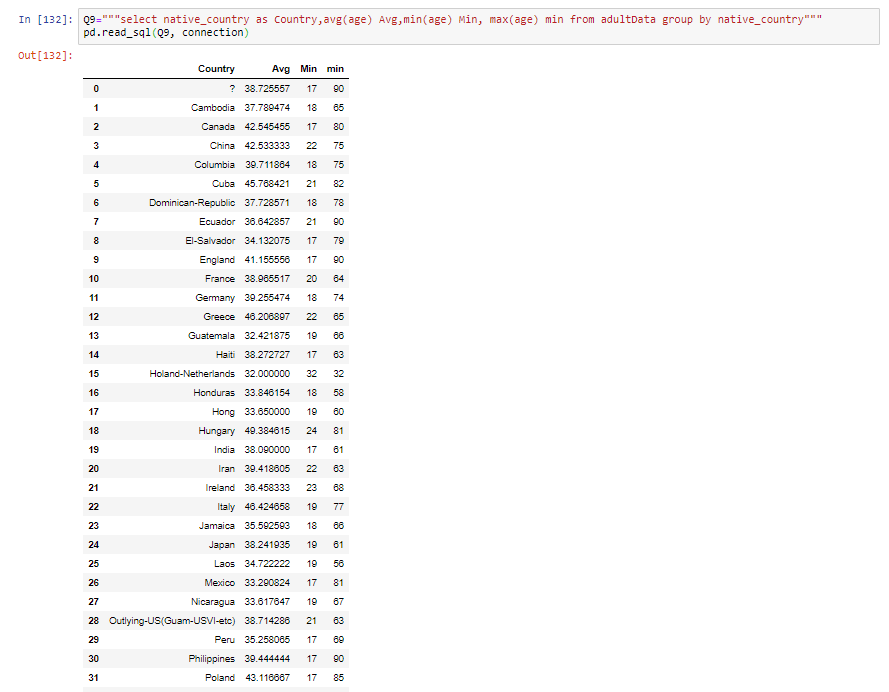 In [132]: Q9="""select native_country as Country,avg(age) Avg,min(age) Min, max(age) min from adultData group by native_country"""
pd.read_sql(Q9, connection)
Out[132]:
Country Avg Min min
0 ? 38.725557 17 90
1 Cambodia 37.789474 18 65
2 Canada 42.545455 17 80
3 China 42.533333 22 75
4 Columbia 39.711864 18 75
5 Cuba 45.768421 21 82
6 Dominican-Republic 37.728571 18 78
7 Ecuador 36.642857 21 90
8 El-Salvador 34.132075 17 79
9 England 41.155556 17 90
10 France 38.965517 20 64
11 Germany 39.255474 18 74
12 Greece 46.206897 22 65
13 Guatemala 32.421875 19 66
14 Haiti 38.272727 17 63
15 Holand-Netherlands 32.000000 32 32
16 Honduras 33.846154 18 58
17 Hong 33.650000 19 60
18 Hungary 49.384615 24 81
19 India 38.090000 17 61
20 Iran 39.418605 22 63
21 Ireland 36.458333 23 68
22 Italy 46.424658 19 77
23 Jamaica 35.592593 18 66
24 Japan 38.241935 19 61
25 Laos 34.722222 19 56
26 Mexico 33.290824 17 81
27 Nicaragua 33.617647 19 67
28 Outlying-US(Guam-USVI-etc) 38.714286 21 63
29 Peru 35.258065 17 69
30 Philippines 39.444444 17 90
31 Poland 43.116667 17 85